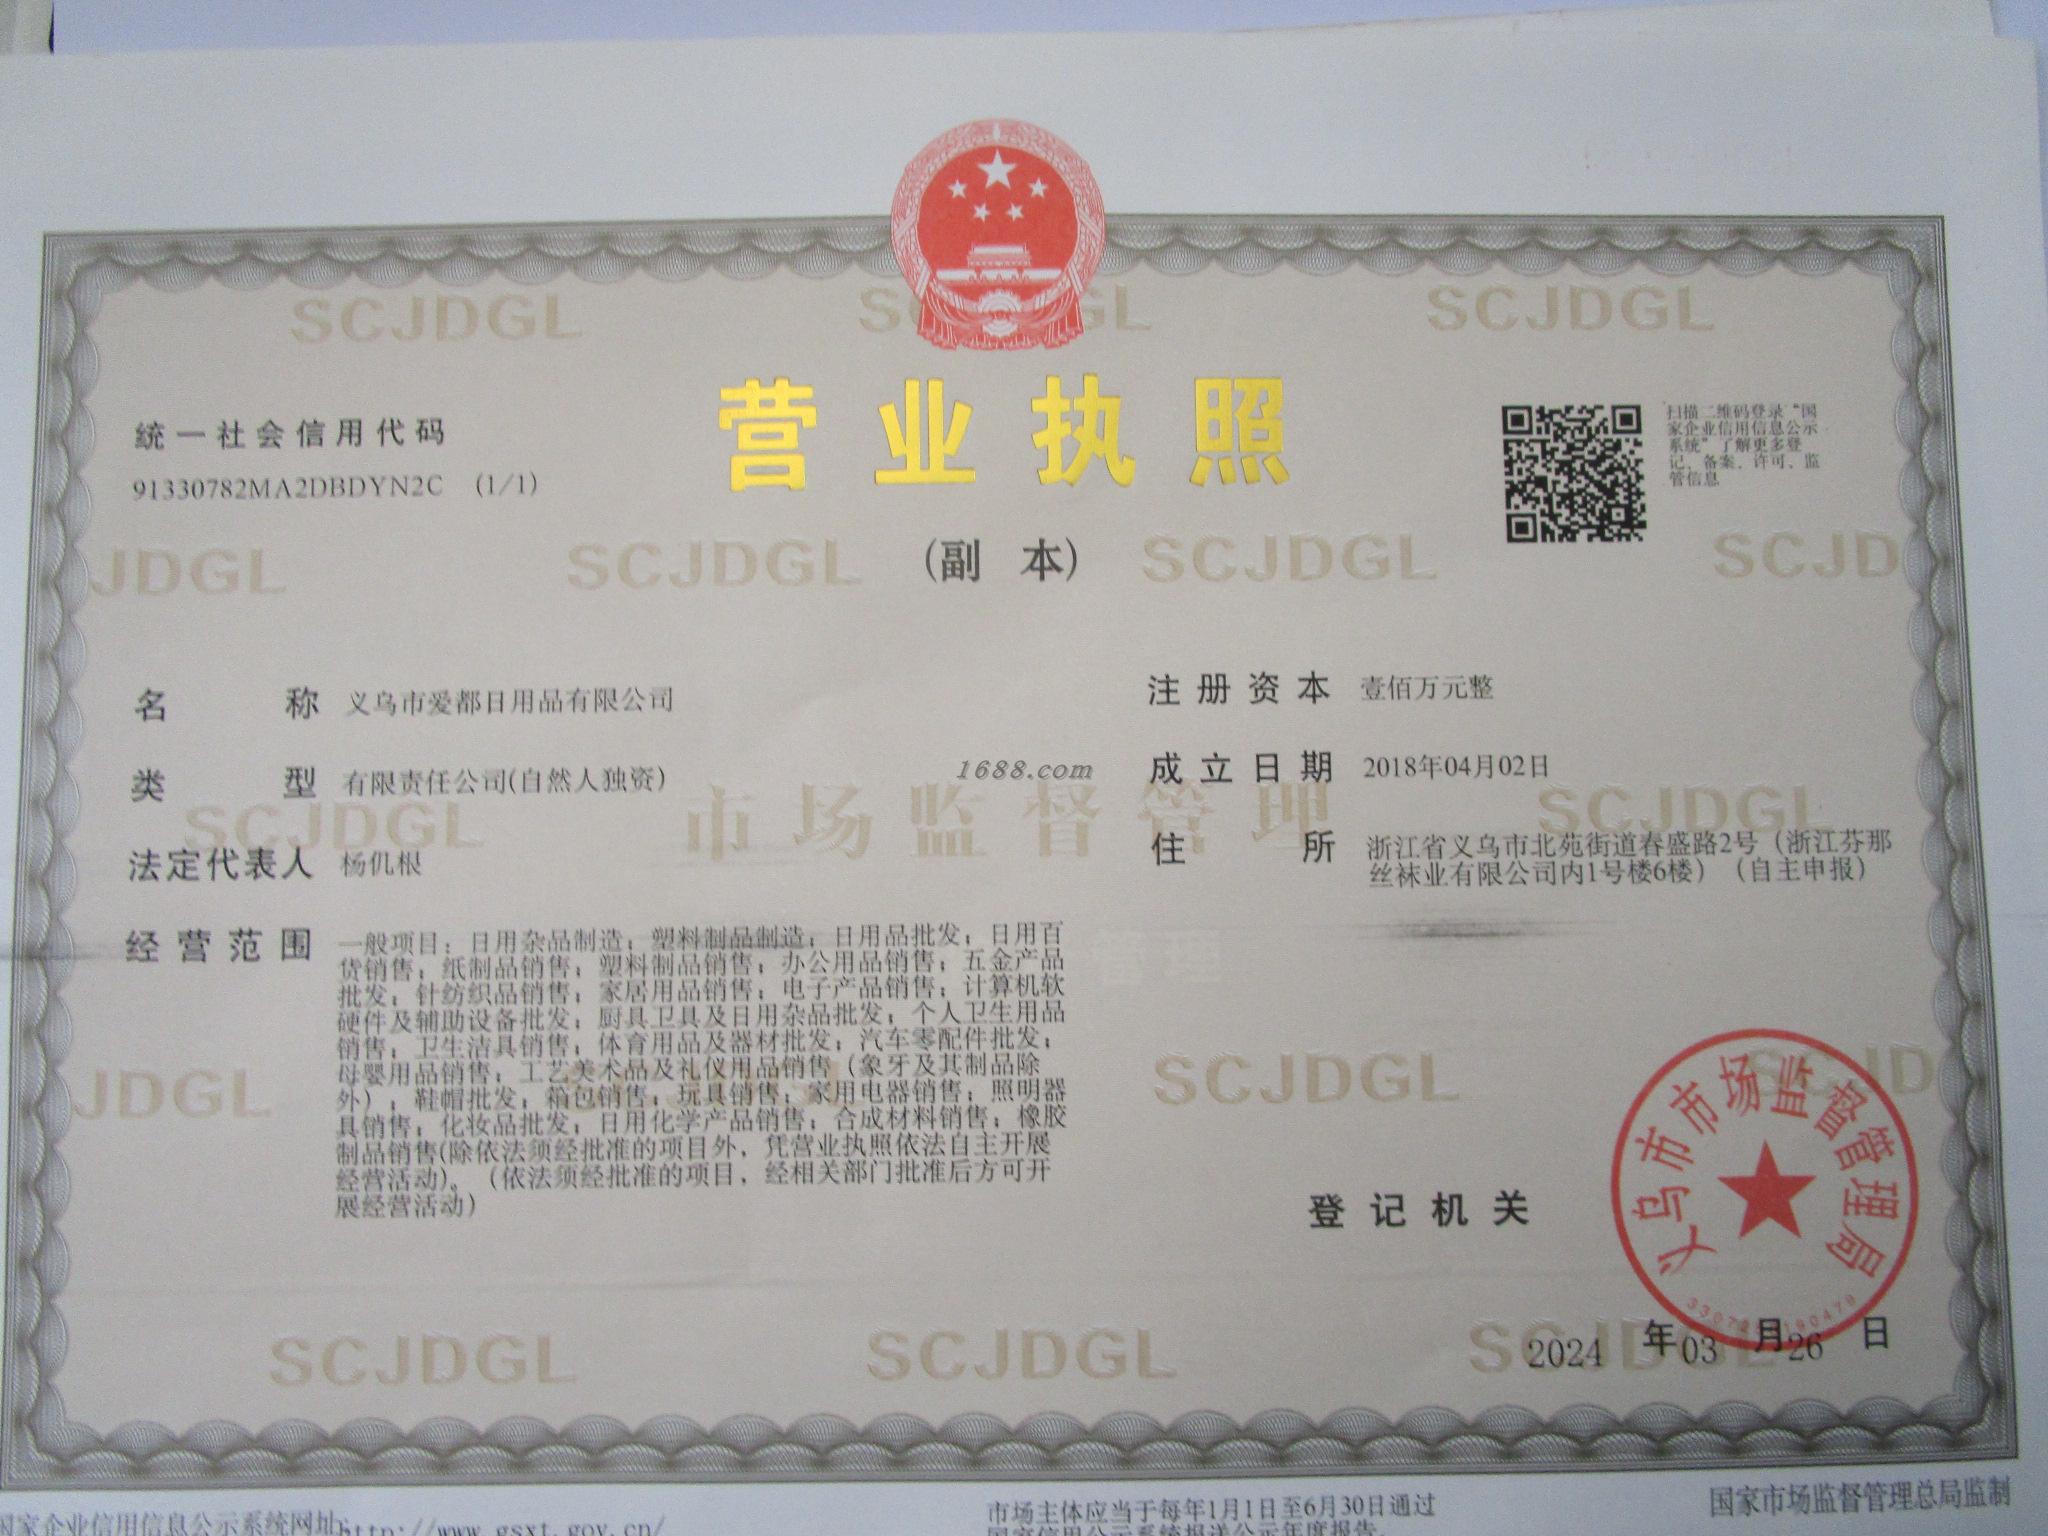 SCJDGL
SCJDGL
营业执照
(副 本)
统一社会信用代码
91330782MA2DBDYN2C (1/1)
扫描二维码登录“国
家企业信用信息公示
系统”了解更多登
记、备案、许可、监
管信息
JDGL
SCJDGL
SCJDGL
SCJD
名 称 义乌市爱都日用品有限公司
类 型 有限责任公司(自然人独资)
法定代表人 杨仉根
经营范围 一般项目：日用杂品制造；塑料制品制造；日用品批发；日用百
货销售；纸制品销售；塑料制品销售；办公用品销售；五金产品
批发；针纺织品销售；家居用品销售；电子产品销售；计算机软
硬件及辅助设备批发；厨具卫具及日用杂品批发；个人卫生用品
销售；卫生洁具销售；体育用品及器材批发；汽车零配件批发；
母婴用品销售；工艺美术品及礼仪用品销售（象牙及其制品除
外）；鞋帽批发；箱包销售；玩具销售；家用电器销售；照明器
具销售；化妆品批发；日用化学产品销售；合成材料销售；橡胶
制品销售(除依法须经批准的项目外，凭营业执照依法自主开展
经营活动)。（依法须经批准的项目，经相关部门批准后方可开
展经营活动)
注册资本 壹佰万元整
成立日期 2018年04月02日
住 所 浙江省义乌市北苑街道春盛路2号（浙江芬那
丝袜业有限公司内1号楼6楼）（自主申报）
1688.com
市场监督管理
SCJDGL
SCJDGL
JDGL
SCJDGL
登记机关
义乌市市场监督管理局
2024 年03 月26 日
SCJDGL
SCJDGL
国家企业信用信息公示系统网址:http://www.gsxt.gov.cn/
市场主体应当于每年1月1日至6月30日通过
国家信用公示系统报送公示年度报告。
国家市场监督管理总局监制